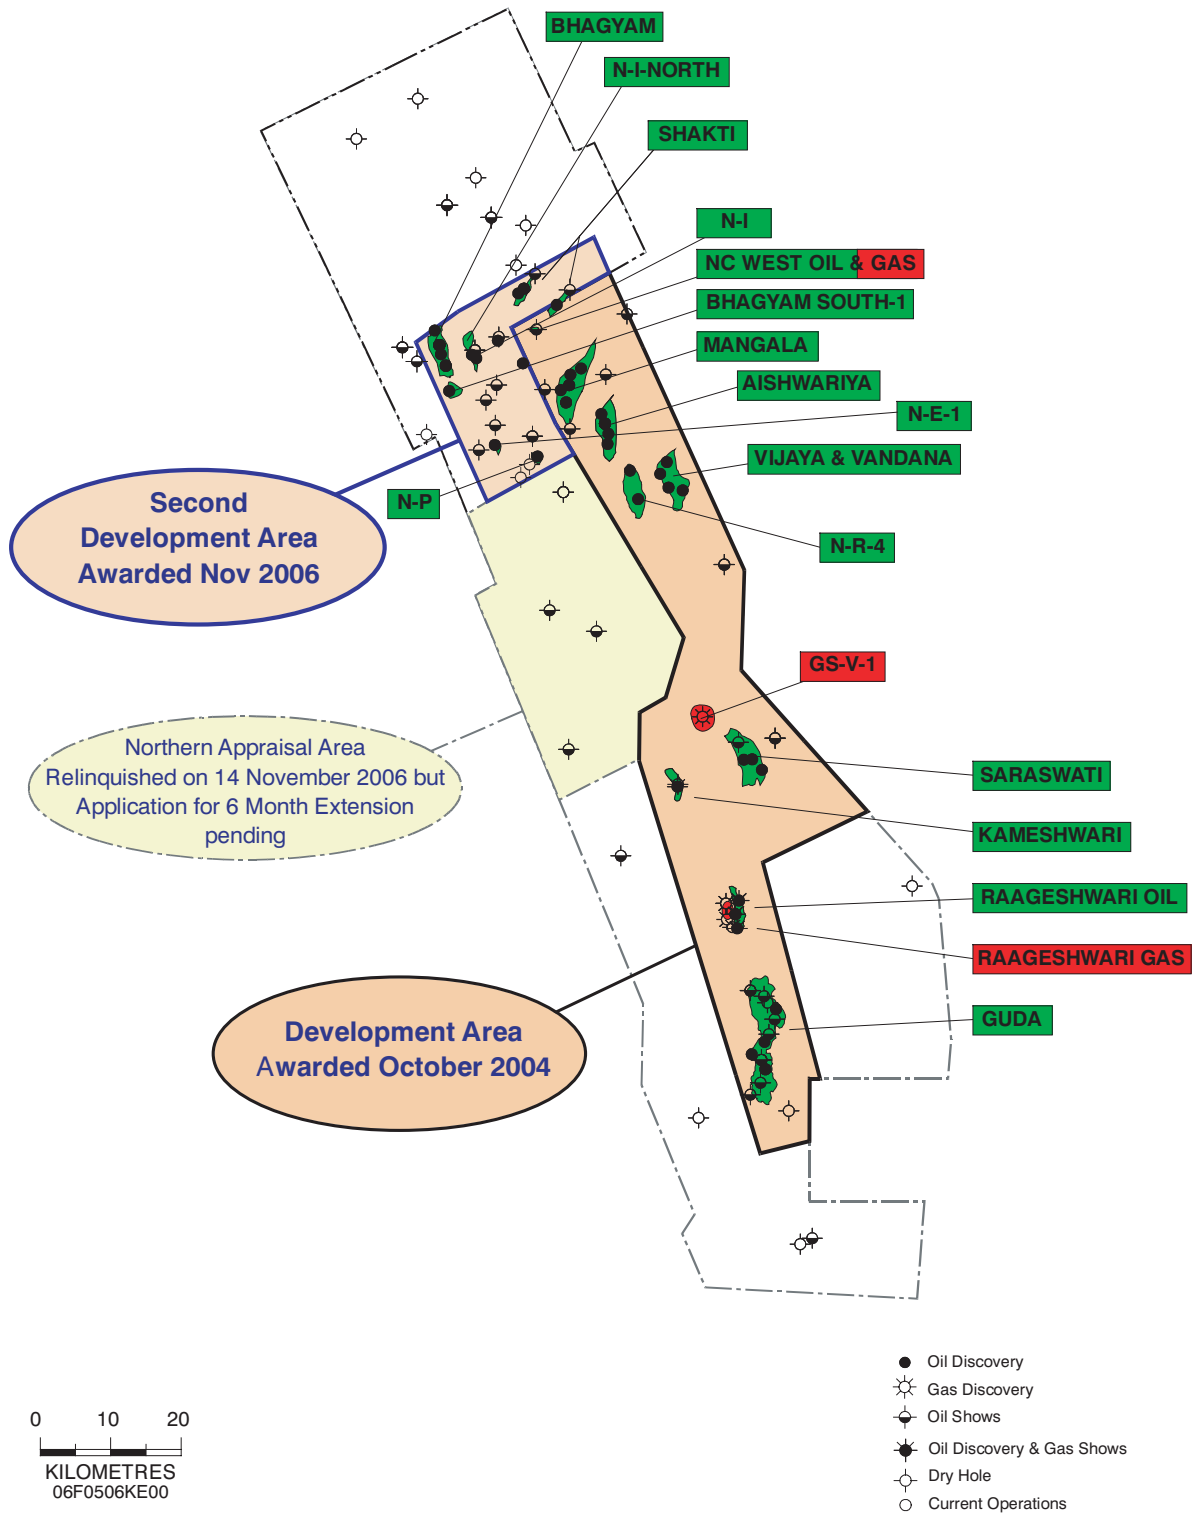 BHAGYAM
N-I-NORTH
SHAKTI
N-I
NC WEST OIL & GAS
BHAGYAM SOUTH-1
MANGALA
AISHWARIYA
N-E-1
VIJAYA & VANDANA
N-P
N-R-4
Second
Development Area
Awarded Nov 2006
GS-V-1
Northern Appraisal Area
Relinquished on 14 November 2006 but
Application for 6 Month Extension
pending
SARASWATI
KAMESHWARI
RAAGESHWARI OIL
RAAGESHWARI GAS
GUDA
Development Area
Awarded October 2004
0 10 20
KILOMETRES
06F0506KE00
Oil Discovery
Gas Discovery
Oil Shows
Oil Discovery & Gas Shows
Dry Hole
Current Operations